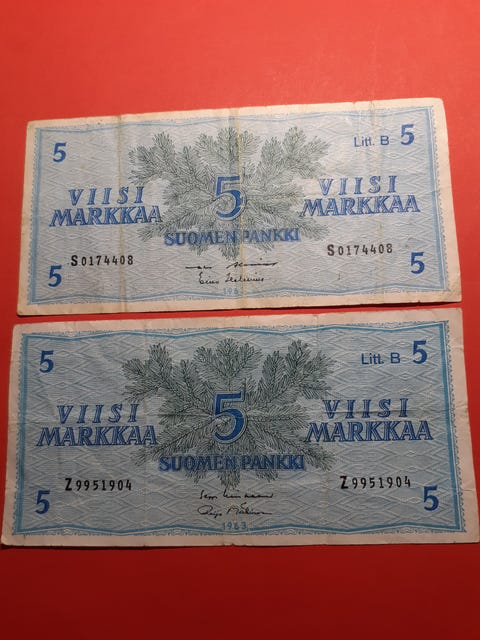 5 Litt. B 5
VIISI 5 VIISI
MARKKAA MARKKAA
SUOMEN PANKKI
S0174408 S0174408
5 5
5 Litt. B 5
VIISI 5 VIISI
MARKKAA MARKKAA
SUOMEN PANKKI
Z9951904 Z9951904
5 5
1963